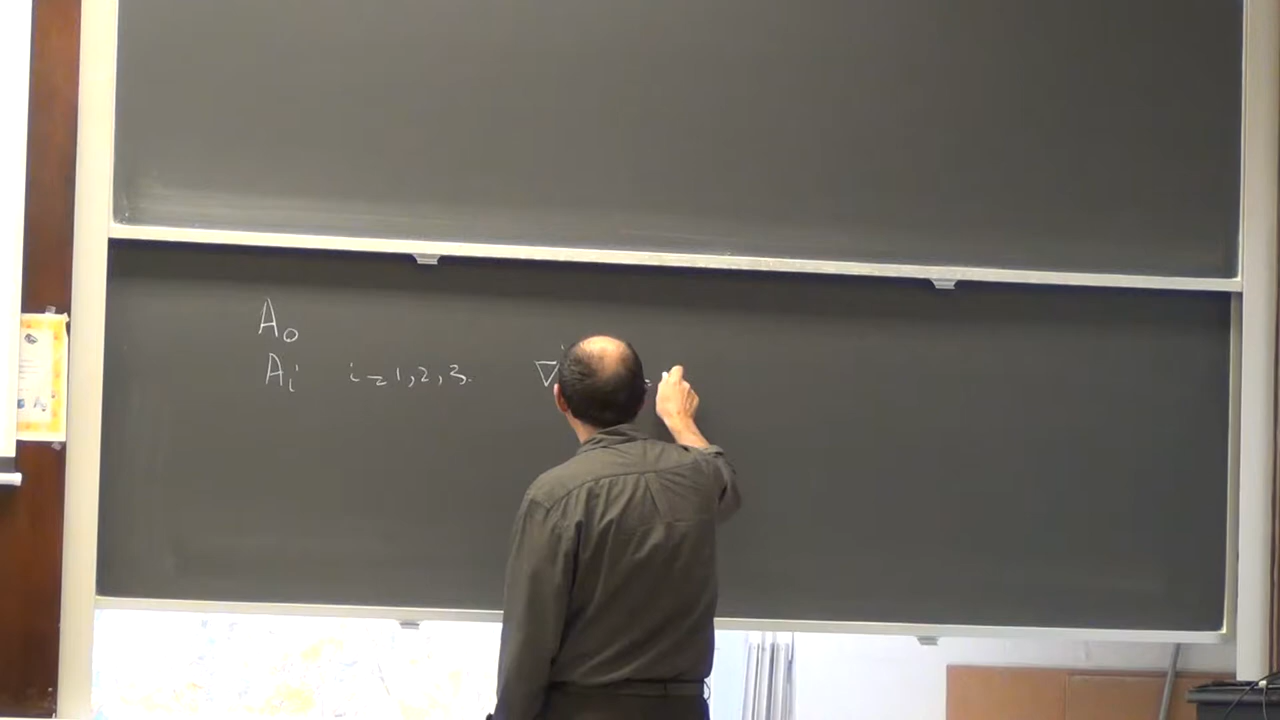 A₀
Aᵢ i = 1, 2, 3. ∇ⁱ